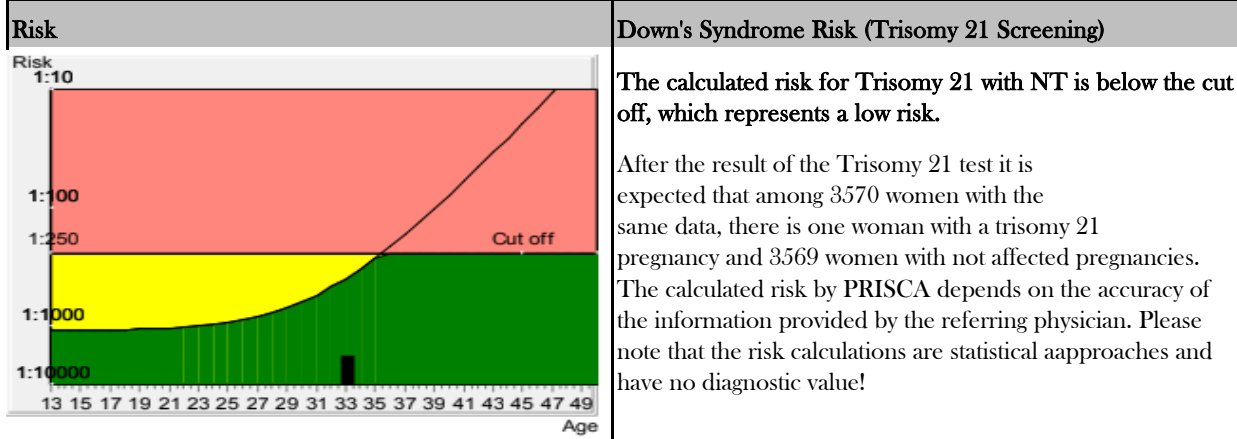 Risk
Down's Syndrome Risk (Trisomy 21 Screening)
Risk
1:10
1:100
1:250
Cut off
1:1000
1:10000
13 15 17 19 21 23 25 27 29 31 33 35 37 39 41 43 45 47 49
Age
The calculated risk for Trisomy 21 with NT is below the cut
off, which represents a low risk.
After the result of the Trisomy 21 test it is
expected that among 3570 women with the
same data, there is one woman with a trisomy 21
pregnancy and 3569 women with not affected pregnancies.
The calculated risk by PRISCA depends on the accuracy of
the information provided by the referring physician. Please
note that the risk calculations are statistical aapproaches and
have no diagnostic value!